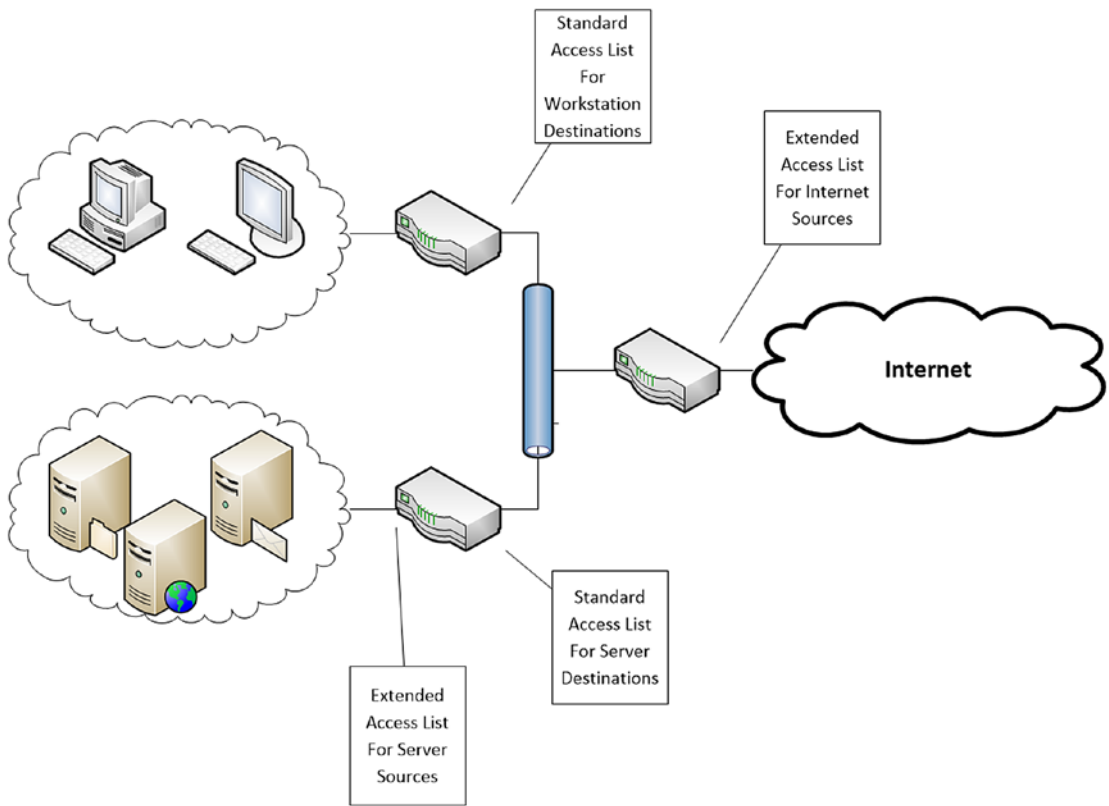 Standard
Access List
For
Workstation
Destinations
Extended
Access List
For Internet
Sources
Internet
Standard
Access List
For Server
Destinations
Extended
Access List
For Server
Sources